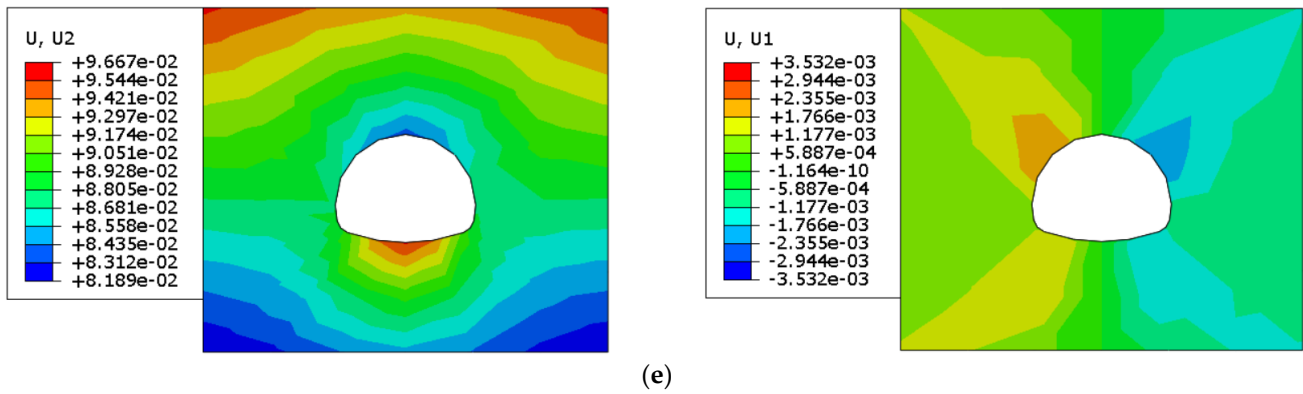 U, U2
+9.667e-02
+9.544e-02
+9.421e-02
+9.297e-02
+9.174e-02
+9.051e-02
+8.928e-02
+8.805e-02
+8.681e-02
+8.558e-02
+8.435e-02
+8.312e-02
+8.189e-02
U, U1
+3.532e-03
+2.944e-03
+2.355e-03
+1.766e-03
+1.177e-03
+5.887e-04
-1.164e-10
-5.887e-04
-1.177e-03
-1.766e-03
-2.355e-03
-2.944e-03
-3.532e-03
(e)